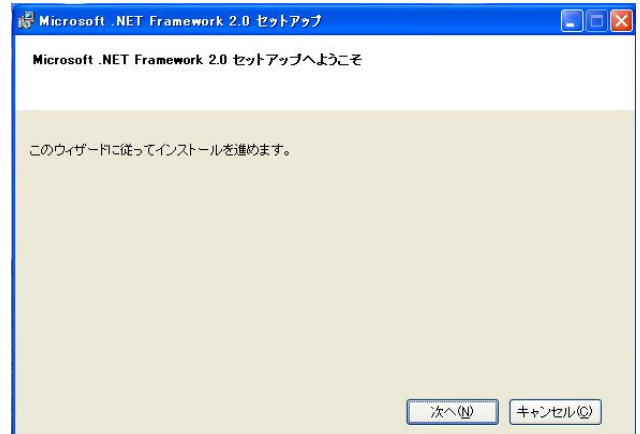 Microsoft .NET Framework 2.0 セットアップ
Microsoft .NET Framework 2.0 セットアップへようこそ
このウィザードに従ってインストールを進めます。
次へ(N)
キャンセル(C)